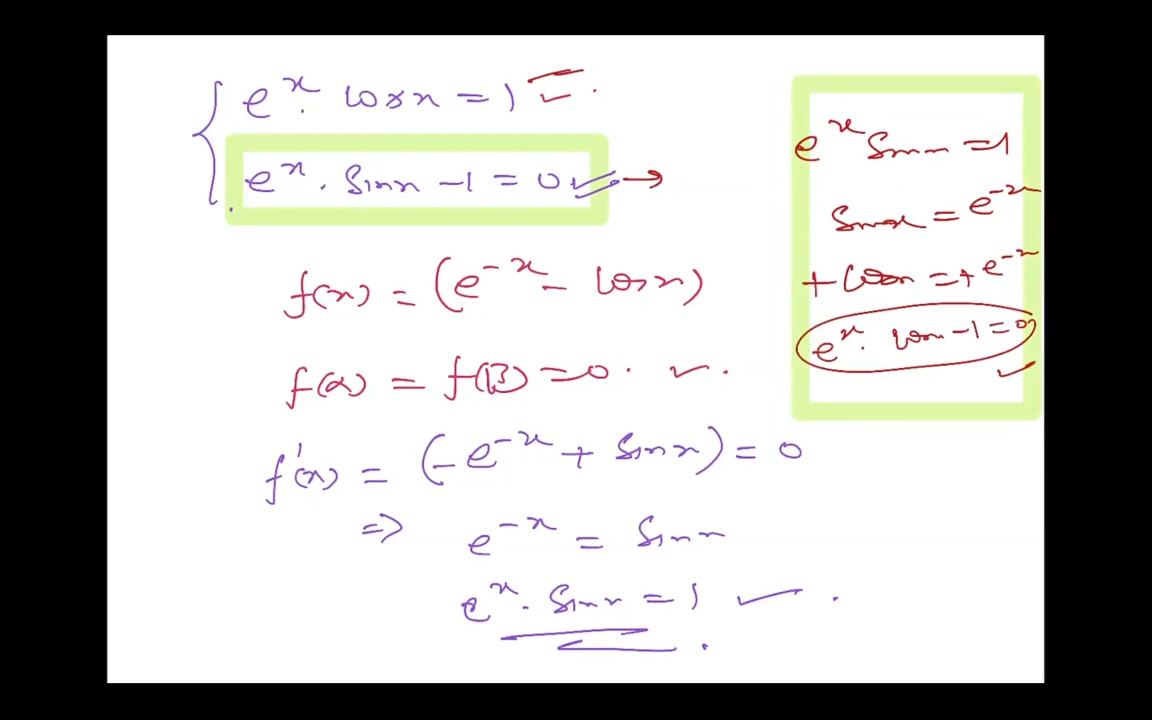 e^x · cos x = 1
e^x · sin x - 1 = 0 →
f(x) = (e^-x - cos x)
f(α) = f(β) = 0.
f'(x) = (-e^-x + sin x) = 0
⇒ e^-x = sin x
e^x · sin x = 1
e^x sin x = 1
sin x = e^-x
+ cos x = + e^-x
e^x · cos x - 1 = 0